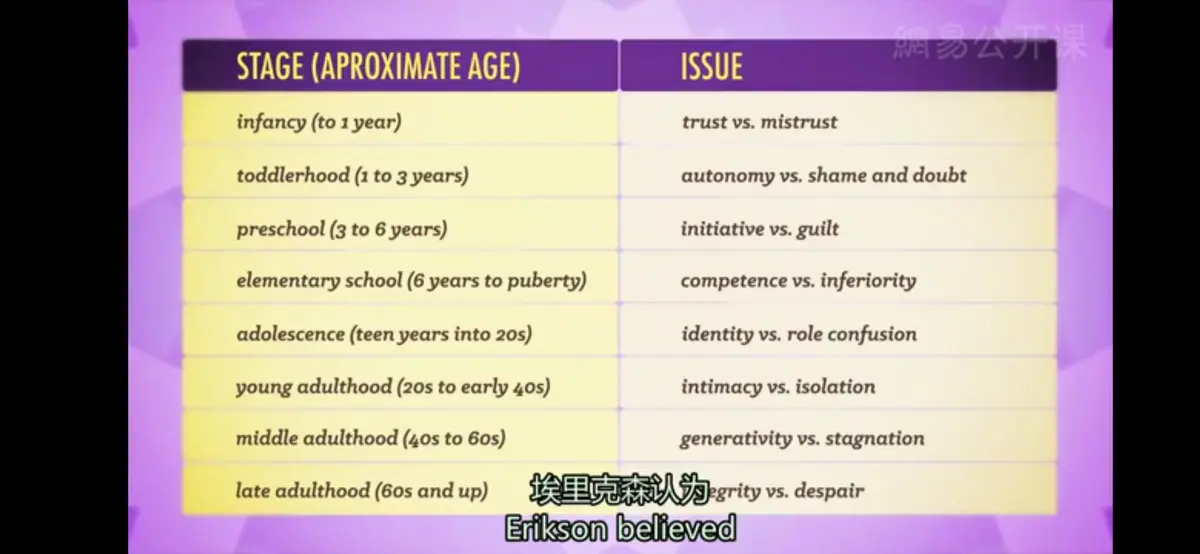 網易公开课
STAGE (APROXIMATE AGE) ISSUE
infancy (to 1 year) trust vs. mistrust
toddlerhood (1 to 3 years) autonomy vs. shame and doubt
preschool (3 to 6 years) initiative vs. guilt
elementary school (6 years to puberty) competence vs. inferiority
adolescence (teen years into 20s) identity vs. role confusion
young adulthood (20s to early 40s) intimacy vs. isolation
middle adulthood (40s to 60s) generativity vs. stagnation
late adulthood (60s and up) egrity vs. despair
埃里克森认为
Erikson believed